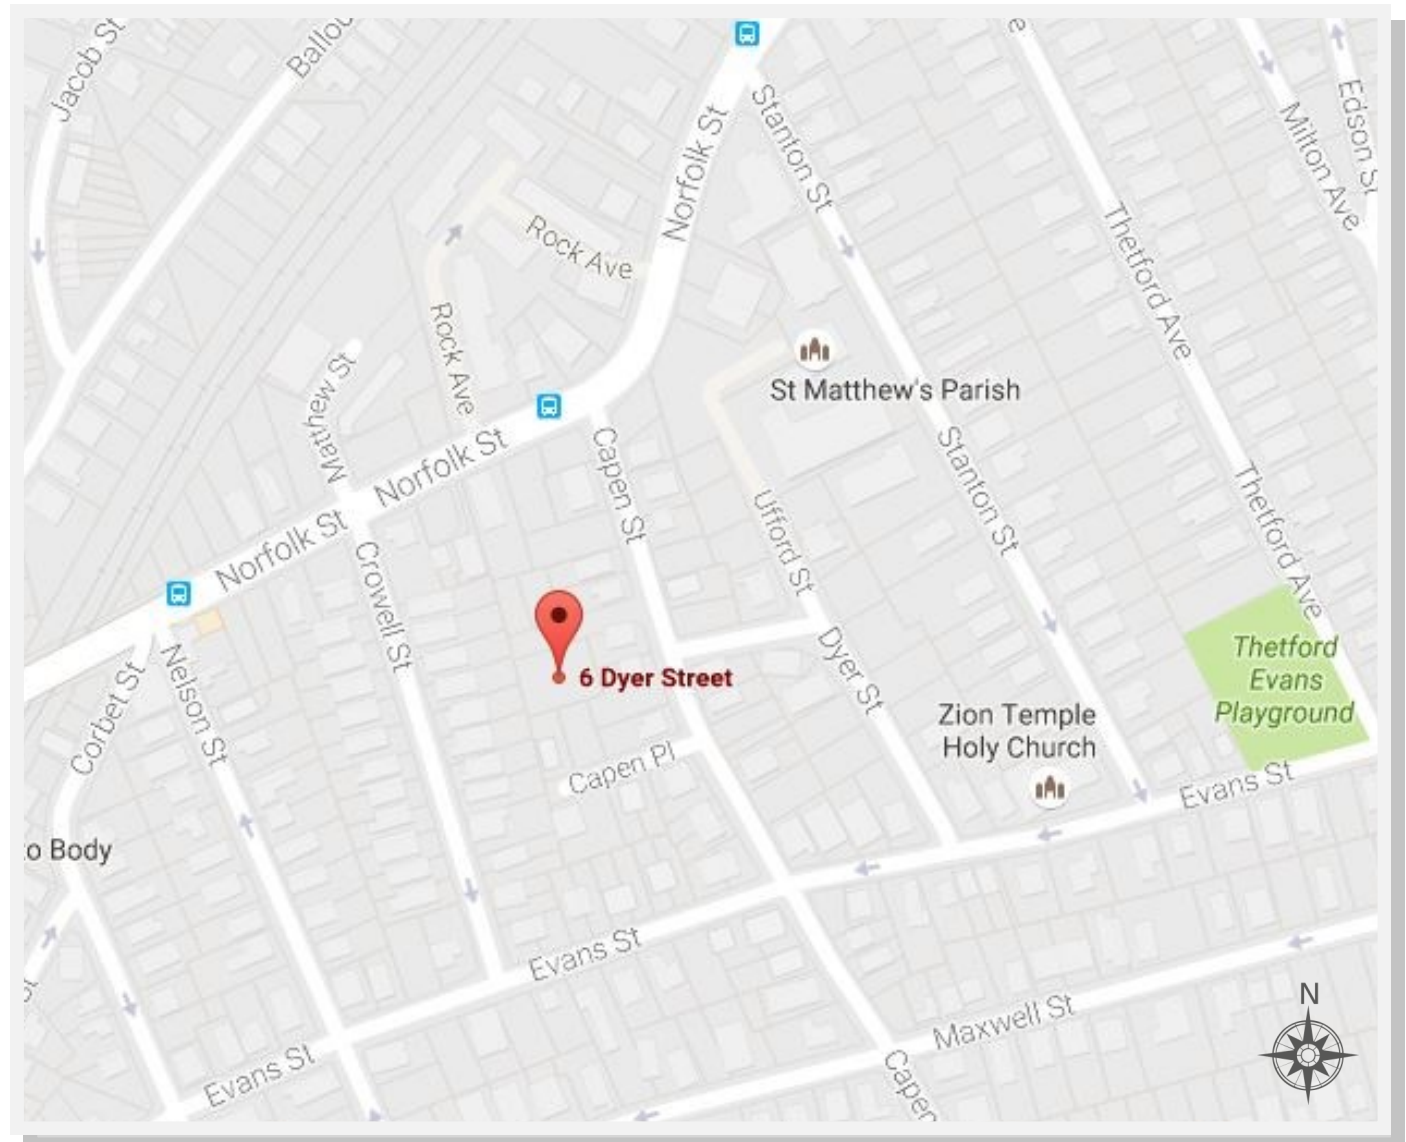 Jacob St
Ballou
Norfolk St
Stanton St
Milton Ave
Edson St
Rock Ave
Thetford Ave
Rock Ave
Matthew St
St Matthew's Parish
Norfolk St
Capen St
Stanton St
Thetford Ave
Ufford St
Norfolk St
Crowell St
6 Dyer Street
Dyer St
Thetford
Evans
Playground
Corbet St
Nelson St
Zion Temple
Holy Church
Capen Pl
Evans St
to Body
Evans St
N
Maxwell St
Evans St
Capen